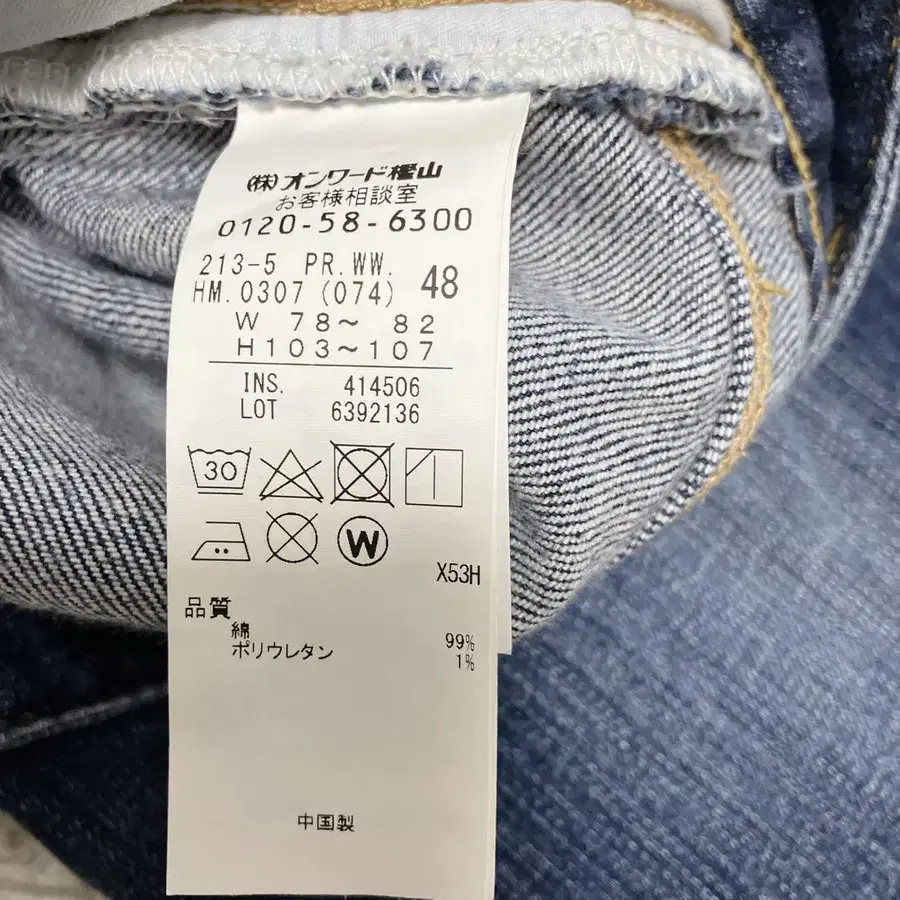 (株)オンワード樫山
お客様相談室
0120-58-6300
213-5 PR.WW.
HM.0307(074) 48
W 78～ 82
H103～107
INS. 414506
LOT 6392136
30
W
X53H
品質
綿 99%
ポリウレタン 1%
中国製